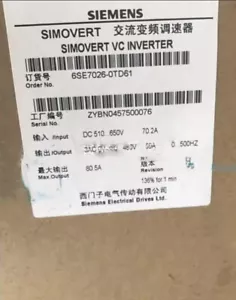 SIEMENS
SIMOVERT 交流变频调速器
SIMOVERT VC INVERTER
订货号 6SE7026-0TD61
Order No.
工厂编号 ZYBN0457500076
Serial No.
输入 /Input DC 510...650V 70.2A
输出 /Output 480V 59A 0...500HZ
最大输出 80.5A 版本
Max.Output Version 136% for 1 min
西门子电气传动有限公司
Siemens Electrical Drives Ltd.